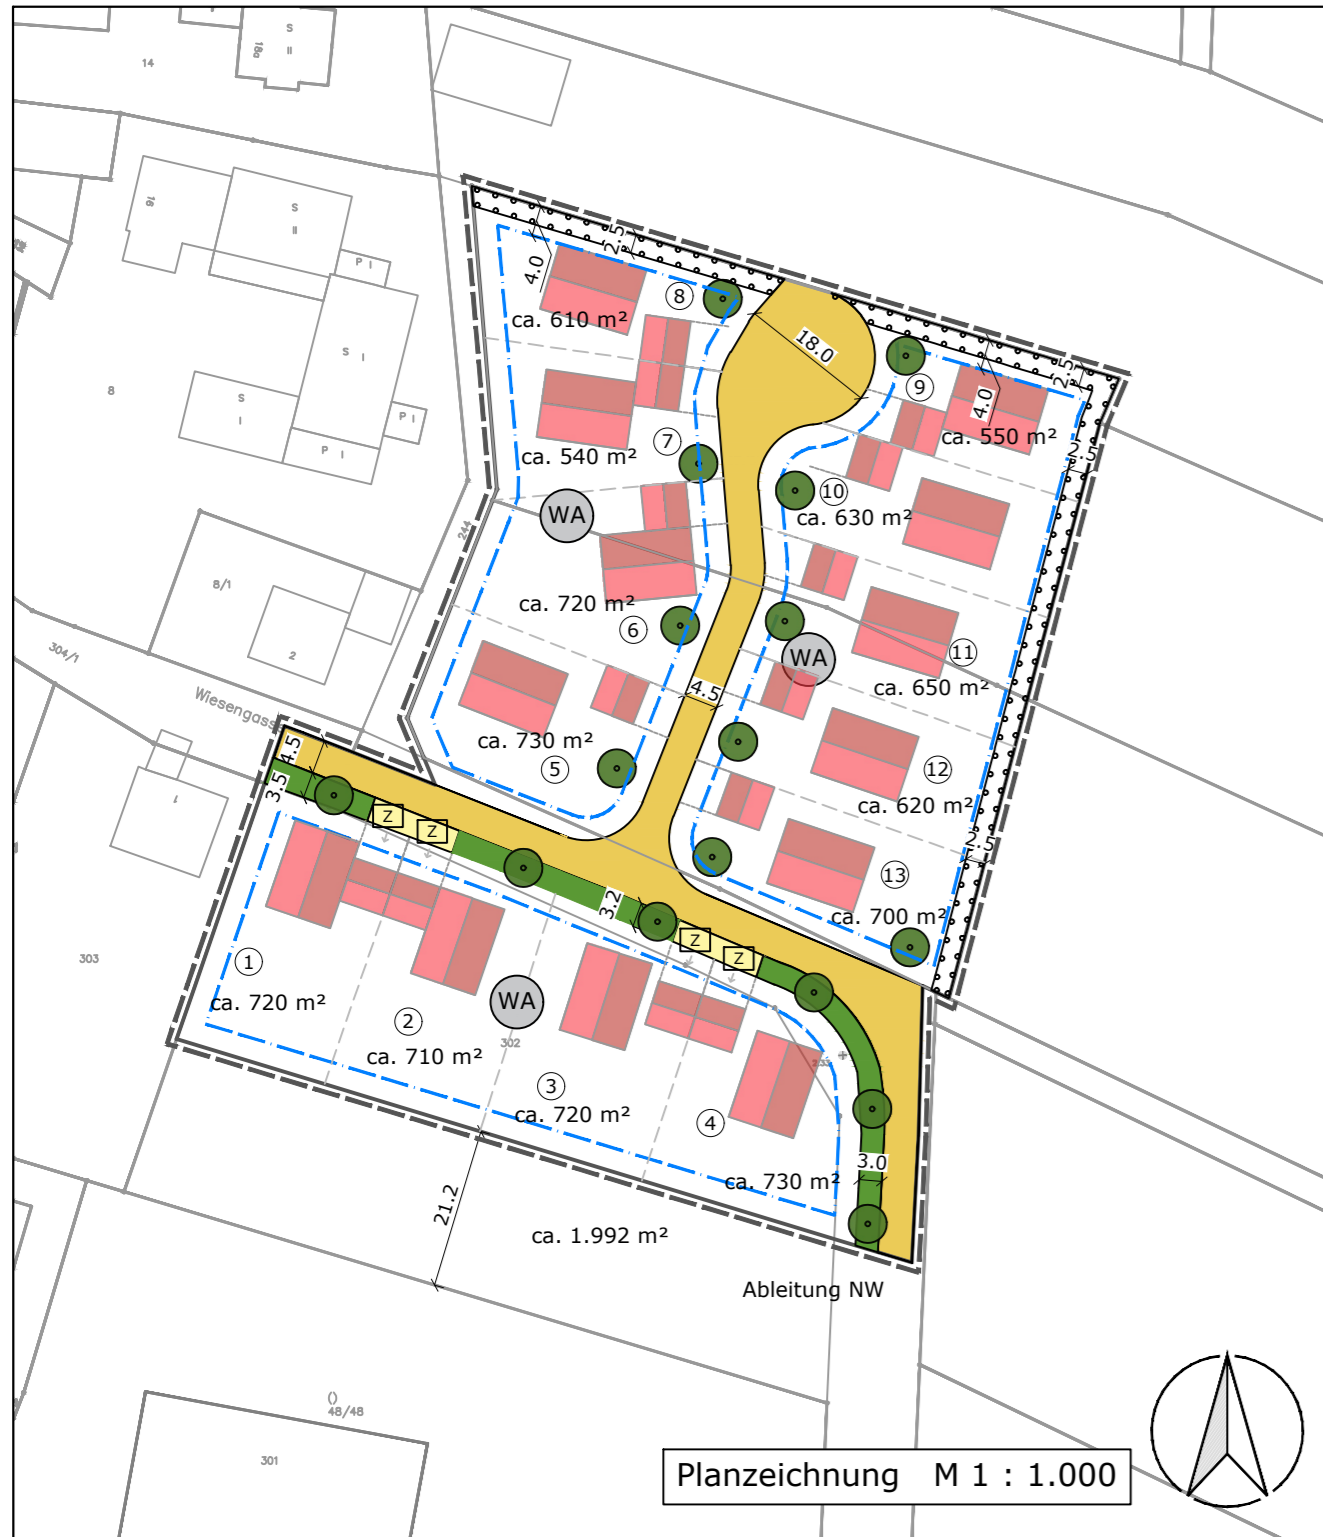 S
II
18a
14
16
S
II
P I
S I
8
S
I
P I
P I
244
8/1
2
304/1
Wiesengass
1
303
2.5
4.0
8
ca. 610 m²
18.0
9
2.5
4.0
ca. 550 m²
2.5
7
ca. 540 m²
10
ca. 630 m²
WA
ca. 720 m²
6
11
WA
ca. 650 m²
4.5
ca. 730 m²
5
12
ca. 620 m²
2.5
13
ca. 700 m²
4.5
3.5
Z
Z
3.2
Z
Z
1
ca. 720 m²
2
ca. 710 m²
WA
302
3
ca. 720 m²
4
ca. 730 m²
3.0
21.2
ca. 1.992 m²
Ableitung NW
()
48/48
301
Planzeichnung M 1 : 1.000